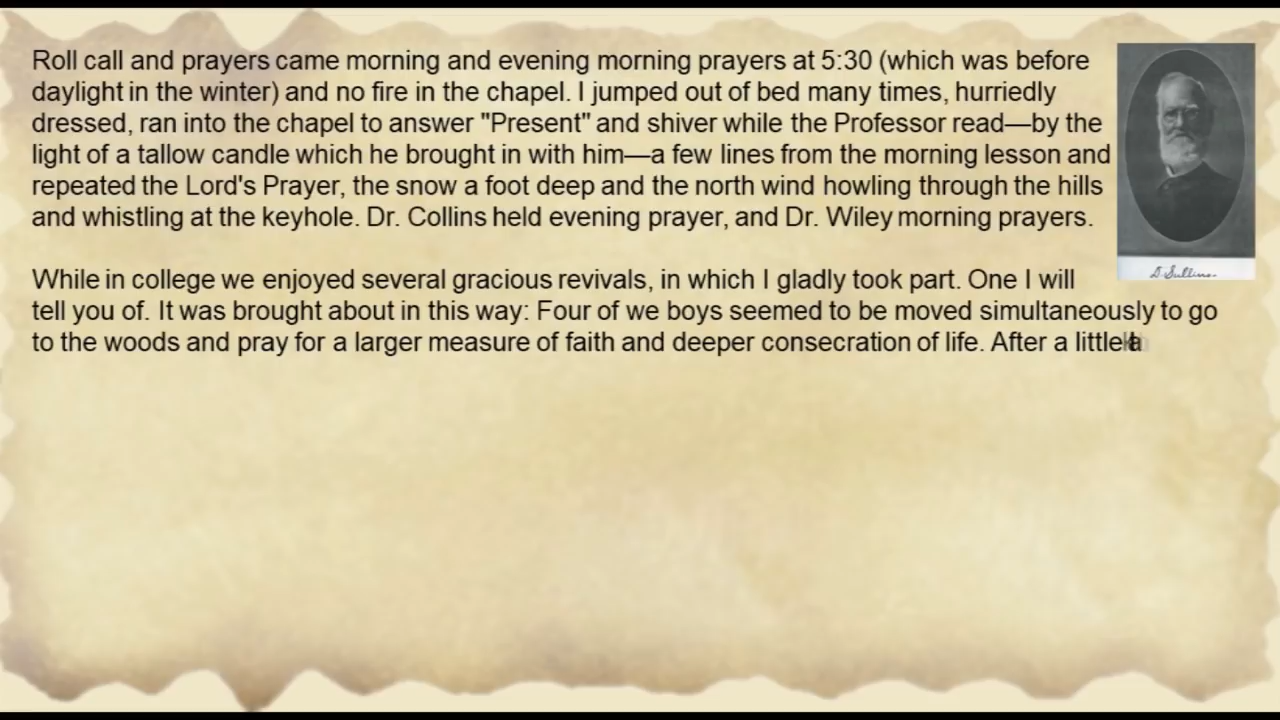 Roll call and prayers came morning and evening morning prayers at 5:30 (which was before
daylight in the winter) and no fire in the chapel. I jumped out of bed many times, hurriedly
dressed, ran into the chapel to answer "Present" and shiver while the Professor read—by the
light of a tallow candle which he brought in with him—a few lines from the morning lesson and
repeated the Lord's Prayer, the snow a foot deep and the north wind howling through the hills
and whistling at the keyhole. Dr. Collins held evening prayer, and Dr. Wiley morning prayers.
While in college we enjoyed several gracious revivals, in which I gladly took part. One I will
tell you of. It was brought about in this way: Four of we boys seemed to be moved simultaneously to go
to the woods and pray for a larger measure of faith and deeper consecration of life. After a little
D. Sullins.